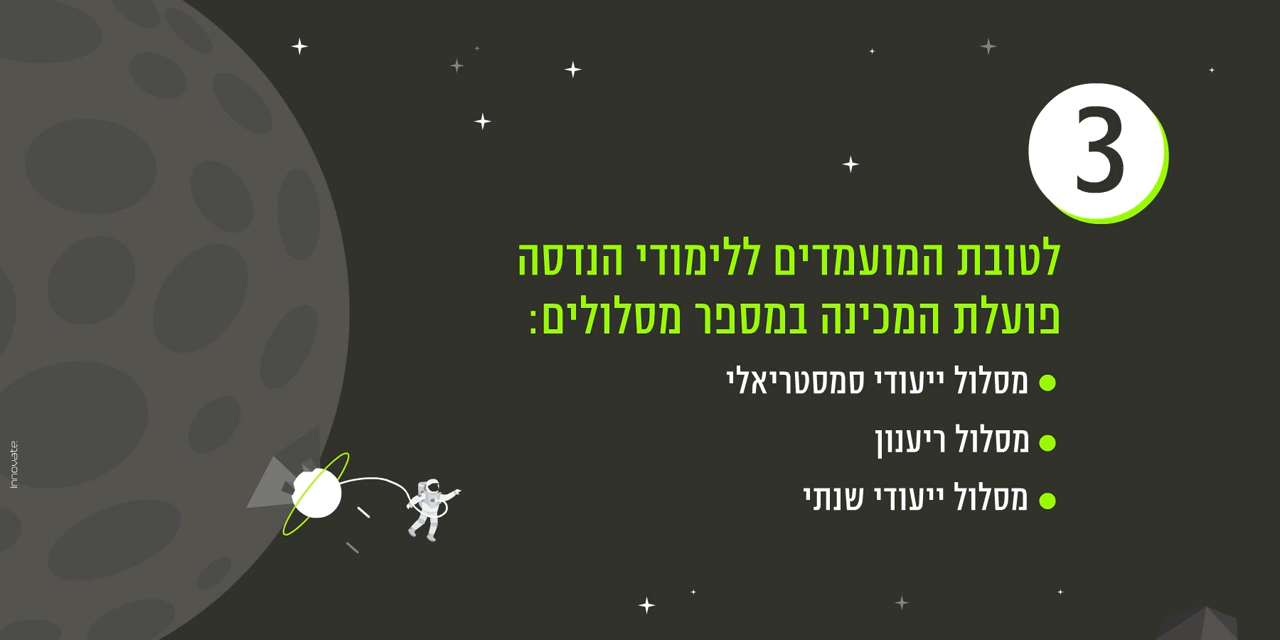 3
לטובת המועמדים ללימודי הנדסה
פועלת המכינה במספר מסלולים:
מסלול ייעודי סמסטריאלי
מסלול ריענון
מסלול ייעודי שנתי
Innovate